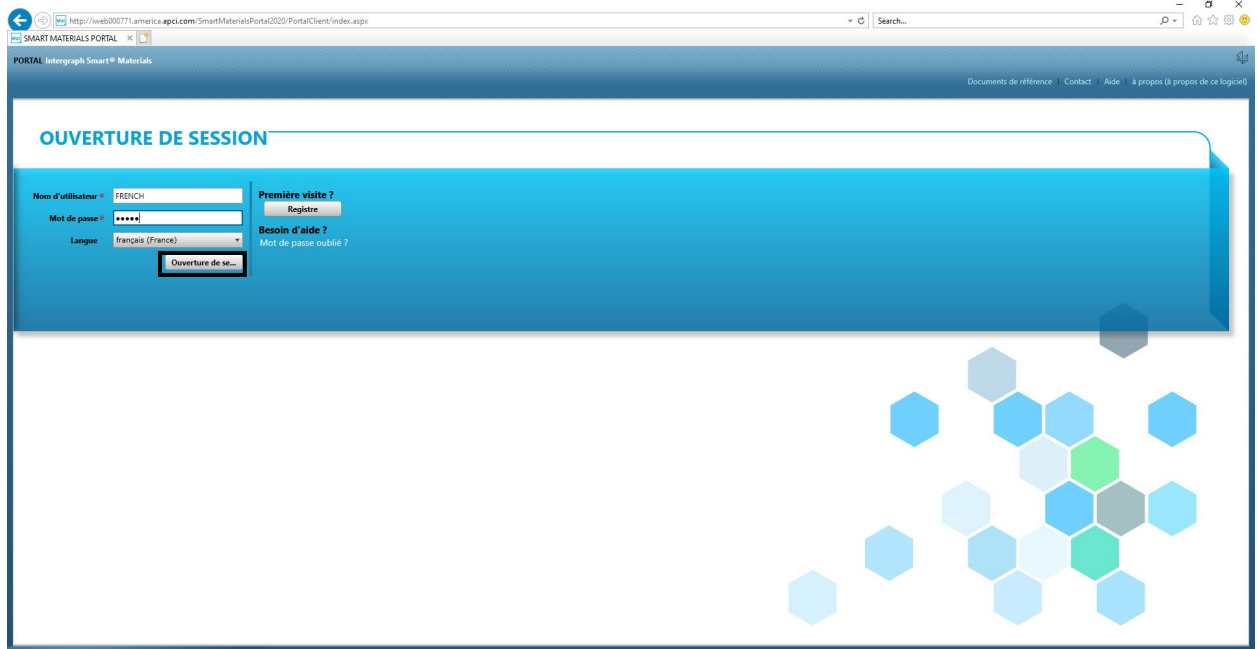 http://iweb000771.america.apci.com/SmartMaterialsPortal2020/PortalClient/index.aspx
Search...
SMART MATERIALS PORTAL
PORTAL Intergraph Smart® Materials
Documents de référence | Contact | Aide | à propos (à propos de ce logiciel)
OUVERTURE DE SESSION
Nom d'utilisateur * FRENCH
Mot de passe * •••••
Langue français (France)
Ouverture de se...
Première visite ?
Registre
Besoin d'aide ?
Mot de passe oublié ?